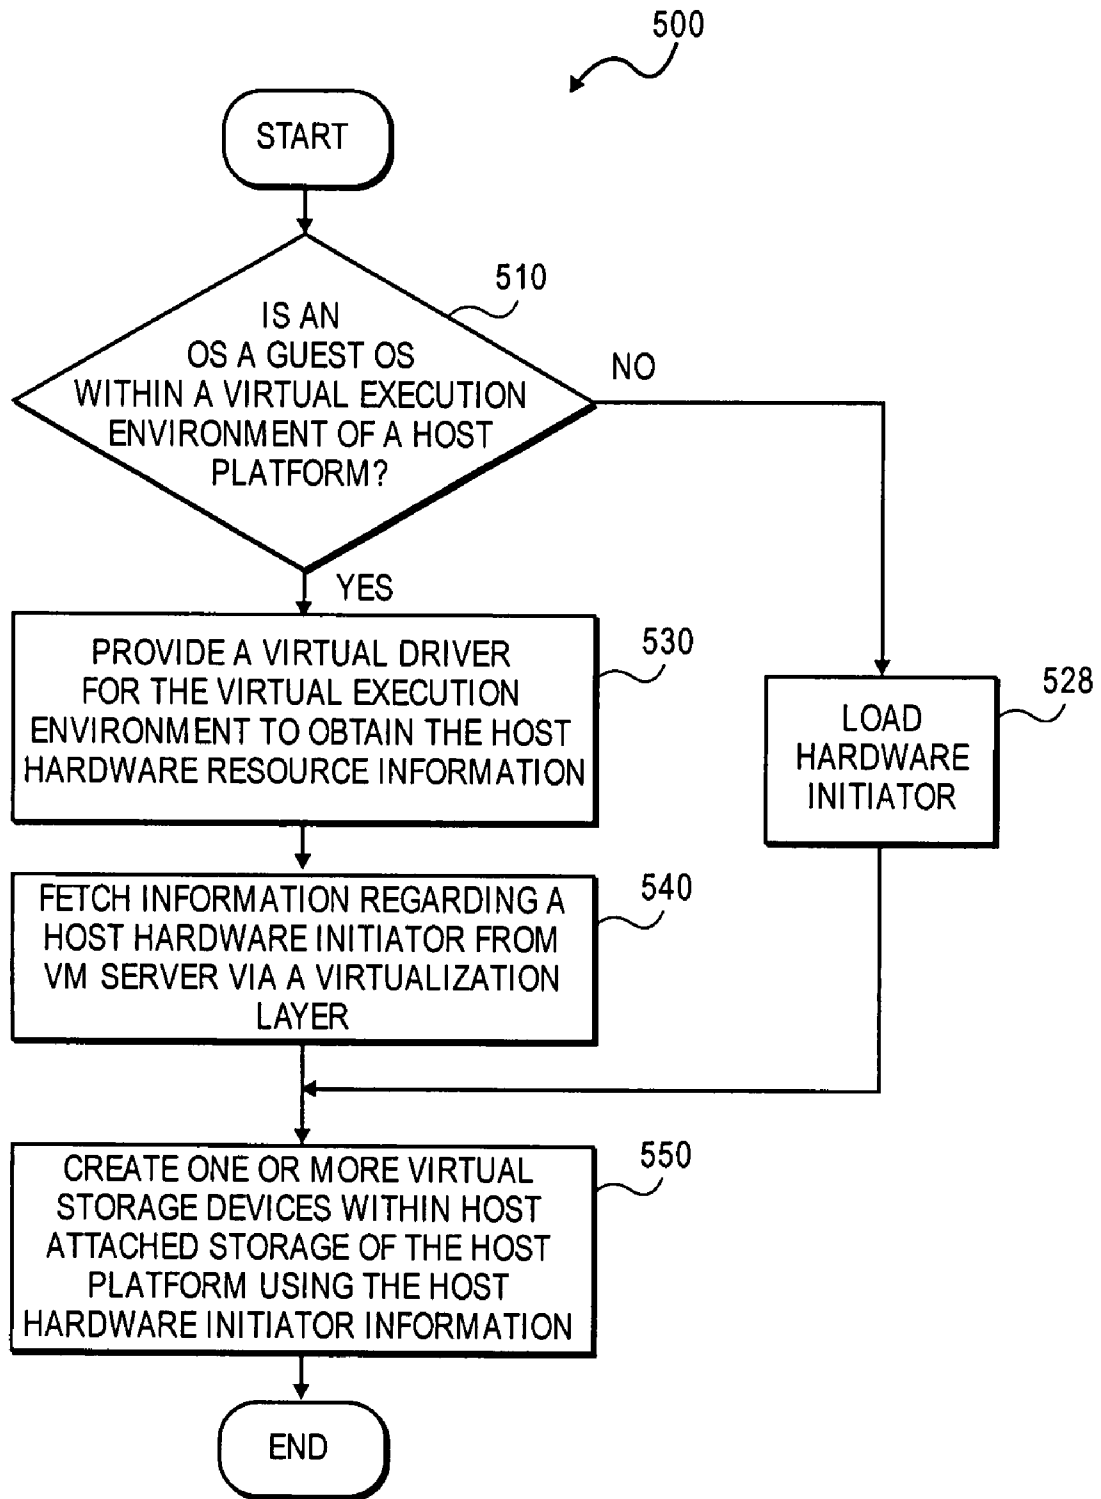 500
START
510
IS AN
OS A GUEST OS
WITHIN A VIRTUAL EXECUTION
ENVIRONMENT OF A HOST
PLATFORM?
NO
YES
PROVIDE A VIRTUAL DRIVER
FOR THE VIRTUAL EXECUTION
ENVIRONMENT TO OBTAIN THE HOST
HARDWARE RESOURCE INFORMATION
530
LOAD
HARDWARE
INITIATOR
528
FETCH INFORMATION REGARDING A
HOST HARDWARE INITIATOR FROM
VM SERVER VIA A VIRTUALIZATION
LAYER
540
CREATE ONE OR MORE VIRTUAL
STORAGE DEVICES WITHIN HOST
ATTACHED STORAGE OF THE HOST
PLATFORM USING THE HOST
HARDWARE INITIATOR INFORMATION
550
END